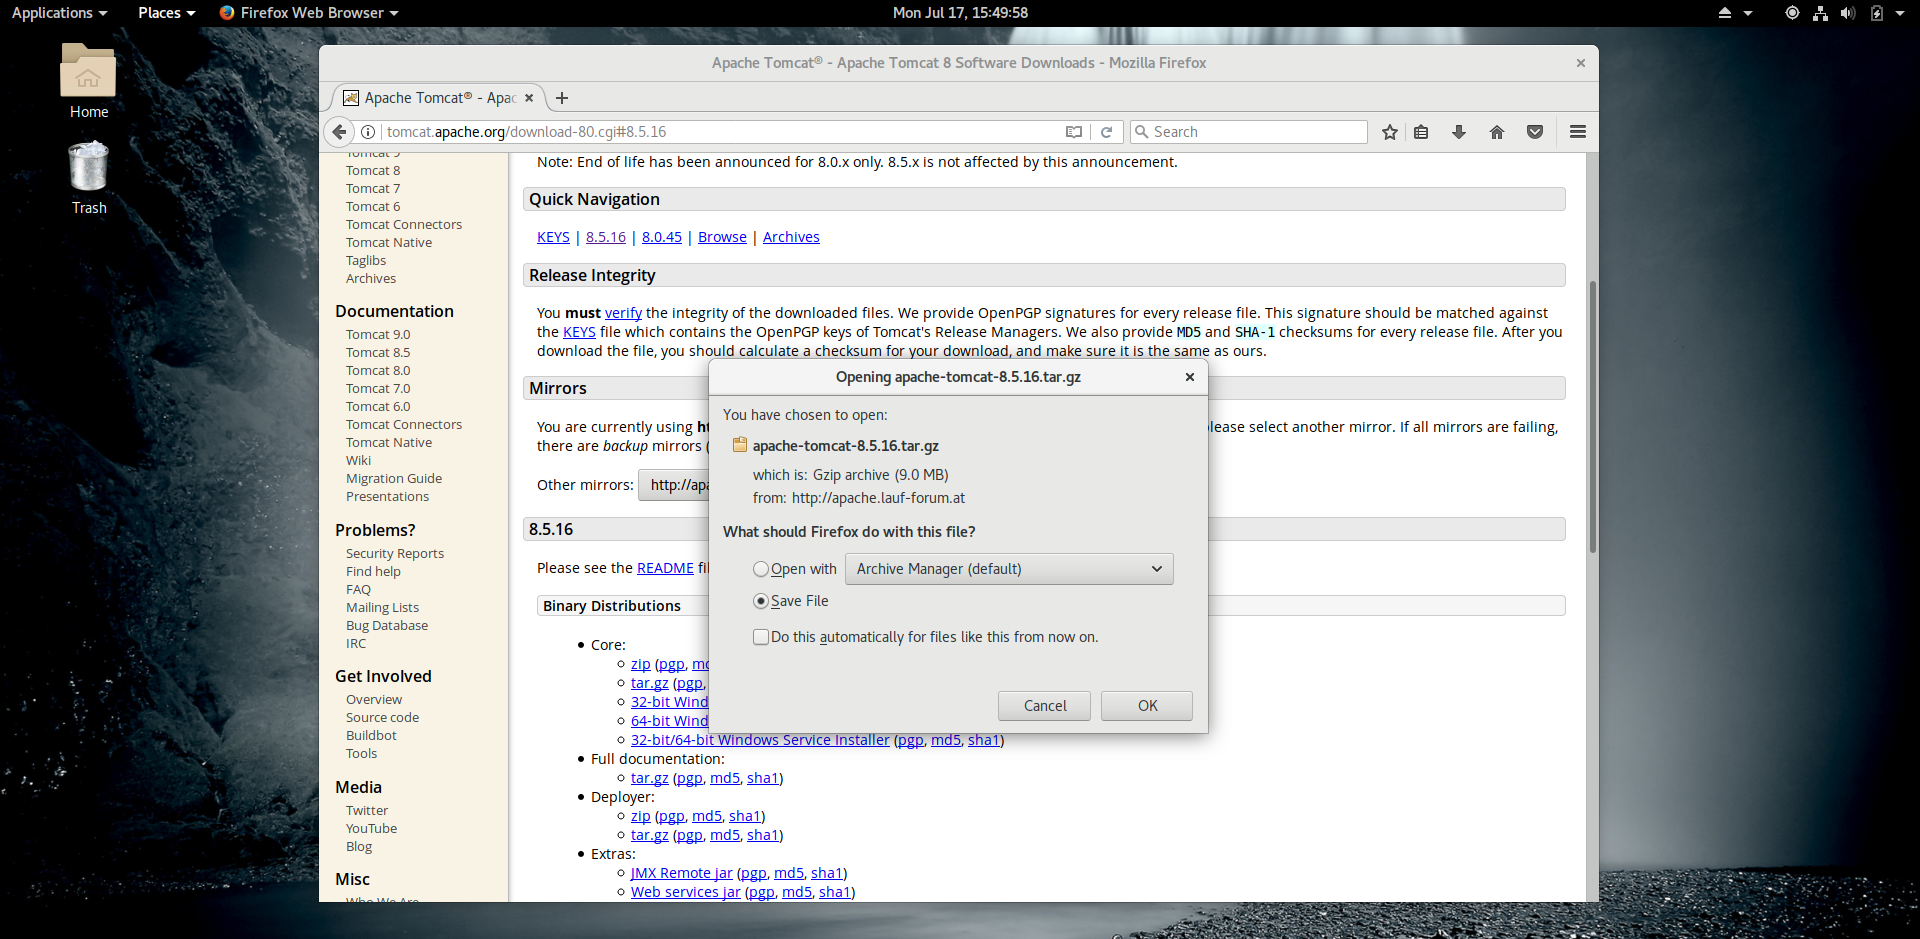 Applications Places Firefox Web Browser Mon Jul 17, 15:49:58
Home
Trash
Apache Tomcat® - Apache Tomcat 8 Software Downloads - Mozilla Firefox
Apache Tomcat® - Apac
tomcat.apache.org/download-80.cgi#8.5.16 Search
Tomcat 9
Tomcat 8
Tomcat 7
Tomcat 6
Tomcat Connectors
Tomcat Native
Taglibs
Archives
Documentation
Tomcat 9.0
Tomcat 8.5
Tomcat 8.0
Tomcat 7.0
Tomcat 6.0
Tomcat Connectors
Tomcat Native
Wiki
Migration Guide
Presentations
Problems?
Security Reports
Find help
FAQ
Mailing Lists
Bug Database
IRC
Get Involved
Overview
Source code
Buildbot
Tools
Media
Twitter
YouTube
Blog
Misc
Who We Are
Note: End of life has been announced for 8.0.x only. 8.5.x is not affected by this announcement.
Quick Navigation
KEYS | 8.5.16 | 8.0.45 | Browse | Archives
Release Integrity
You must verify the integrity of the downloaded files. We provide OpenPGP signatures for every release file. This signature should be matched against
the KEYS file which contains the OpenPGP keys of Tomcat's Release Managers. We also provide MD5 and SHA-1 checksums for every release file. After you
download the file, you should calculate a checksum for your download, and make sure it is the same as ours.
Mirrors
You are currently using ht lease select another mirror. If all mirrors are failing,
there are backup mirrors (
Other mirrors: http://apa
8.5.16
Please see the README fil
Binary Distributions
Core:
zip (pgp, md
tar.gz (pgp,
32-bit Wind
64-bit Wind
32-bit/64-bit Windows Service Installer (pgp, md5, sha1)
Full documentation:
tar.gz (pgp, md5, sha1)
Deployer:
zip (pgp, md5, sha1)
tar.gz (pgp, md5, sha1)
Extras:
JMX Remote jar (pgp, md5, sha1)
Web services jar (pgp, md5, sha1)
Opening apache-tomcat-8.5.16.tar.gz
You have chosen to open:
apache-tomcat-8.5.16.tar.gz
which is: Gzip archive (9.0 MB)
from: http://apache.lauf-forum.at
What should Firefox do with this file?
Open with Archive Manager (default)
Save File
Do this automatically for files like this from now on.
Cancel OK